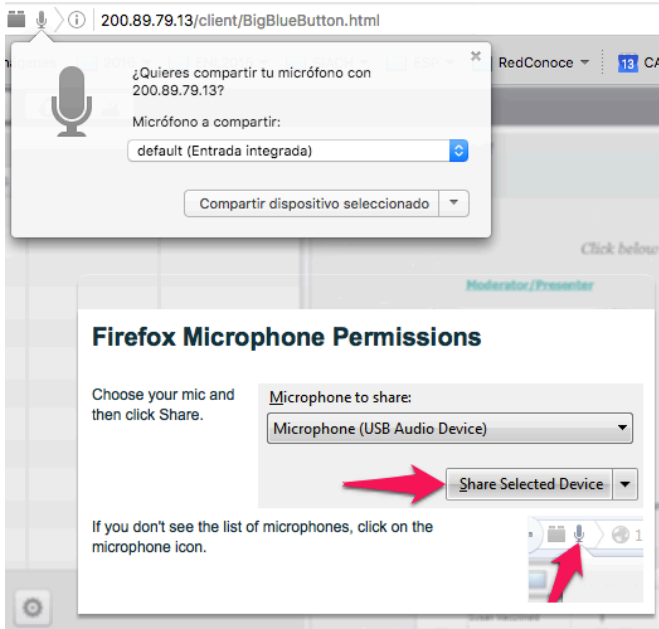 200.89.79.13/client/BigBlueButton.html
¿Quieres compartir tu micrófono con
200.89.79.13?
Micrófono a compartir:
default (Entrada integrada)
Compartir dispositivo seleccionado
RedConoce
13 CA
Click below
Moderator/Presenter
Firefox Microphone Permissions
Choose your mic and
then click Share.
Microphone to share:
Microphone (USB Audio Device)
Share Selected Device
If you don't see the list of microphones, click on the
microphone icon.
1